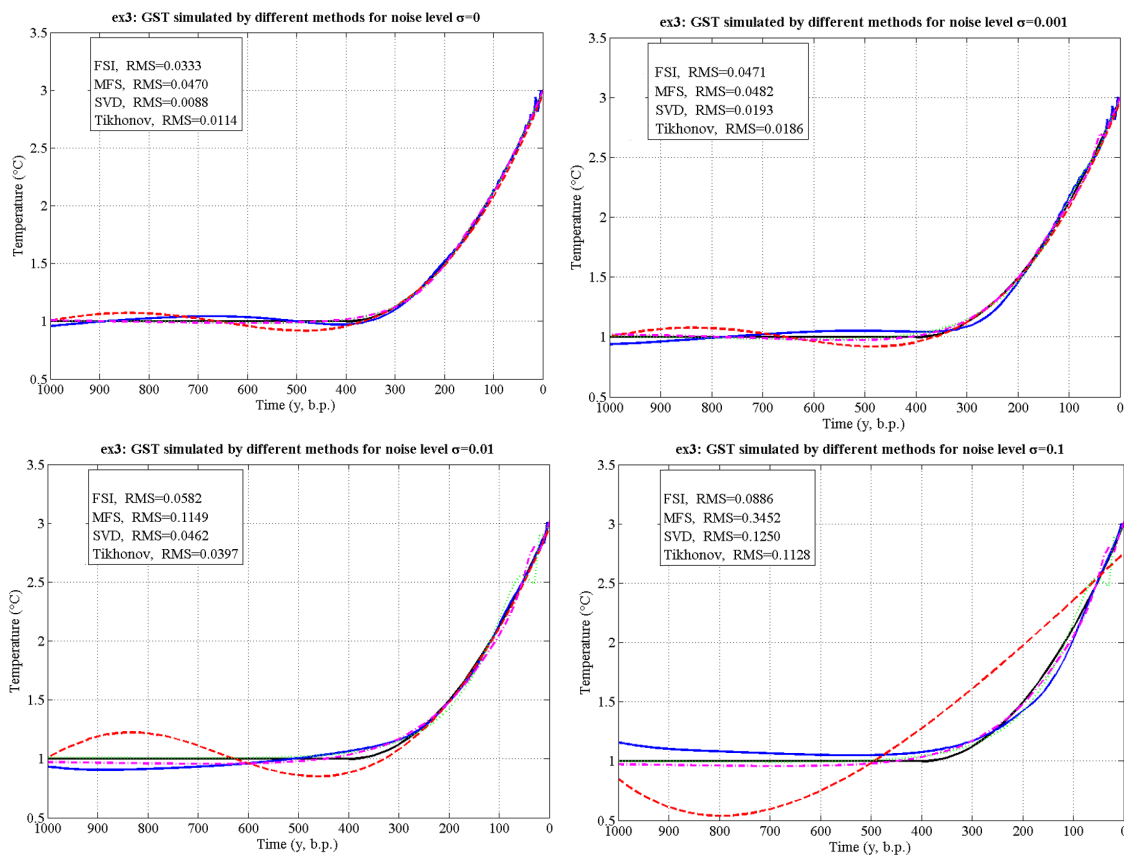 ex3: GST simulated by different methods for noise level σ=0
FSI, RMS=0.0333
MFS, RMS=0.0470
SVD, RMS=0.0088
Tikhonov, RMS=0.0114
Temperature (°C)
3.5
3
2.5
2
1.5
1
0.5
1000 900 800 700 600 500 400 300 200 100 0
Time (y, b.p.)
ex3: GST simulated by different methods for noise level σ=0.001
FSI, RMS=0.0471
MFS, RMS=0.0482
SVD, RMS=0.0193
Tikhonov, RMS=0.0186
Temperature (°C)
3.5
3
2.5
2
1.5
1
0.5
1000 900 800 700 600 500 400 300 200 100 0
Time (y, b.p.)
ex3: GST simulated by different methods for noise level σ=0.01
FSI, RMS=0.0582
MFS, RMS=0.1149
SVD, RMS=0.0462
Tikhonov, RMS=0.0397
Temperature (°C)
3.5
3
2.5
2
1.5
1
0.5
1000 900 800 700 600 500 400 300 200 100 0
Time (y, b.p.)
ex3: GST simulated by different methods for noise level σ=0.1
FSI, RMS=0.0886
MFS, RMS=0.3452
SVD, RMS=0.1250
Tikhonov, RMS=0.1128
Temperature (°C)
3.5
3
2.5
2
1.5
1
0.5
1000 900 800 700 600 500 400 300 200 100 0
Time (y, b.p.)